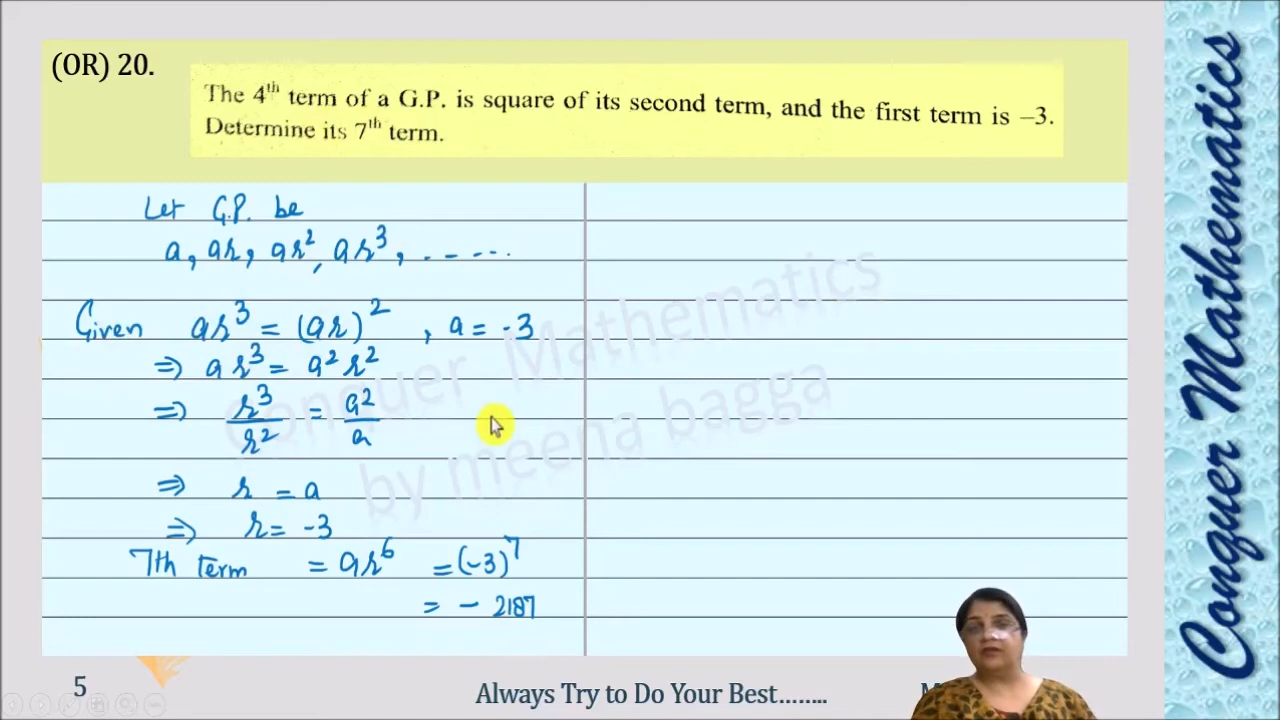 (OR) 20.
The 4th term of a G.P. is square of its second term, and the first term is –3.
Determine its 7th term.
Let G.P. be
a, ar, ar², ar³, . - - ...
Given ar³ = (ar)² , a = -3
⇒ ar³ = a² r²
⇒ r³/r² = a²/a
⇒ r = a
⇒ r = -3
7th term = ar⁶ = (-3)⁷
= - 2187
Conquer Mathematics
by meena bagga
5
Always Try to Do Your Best........
Conquer Mathematics